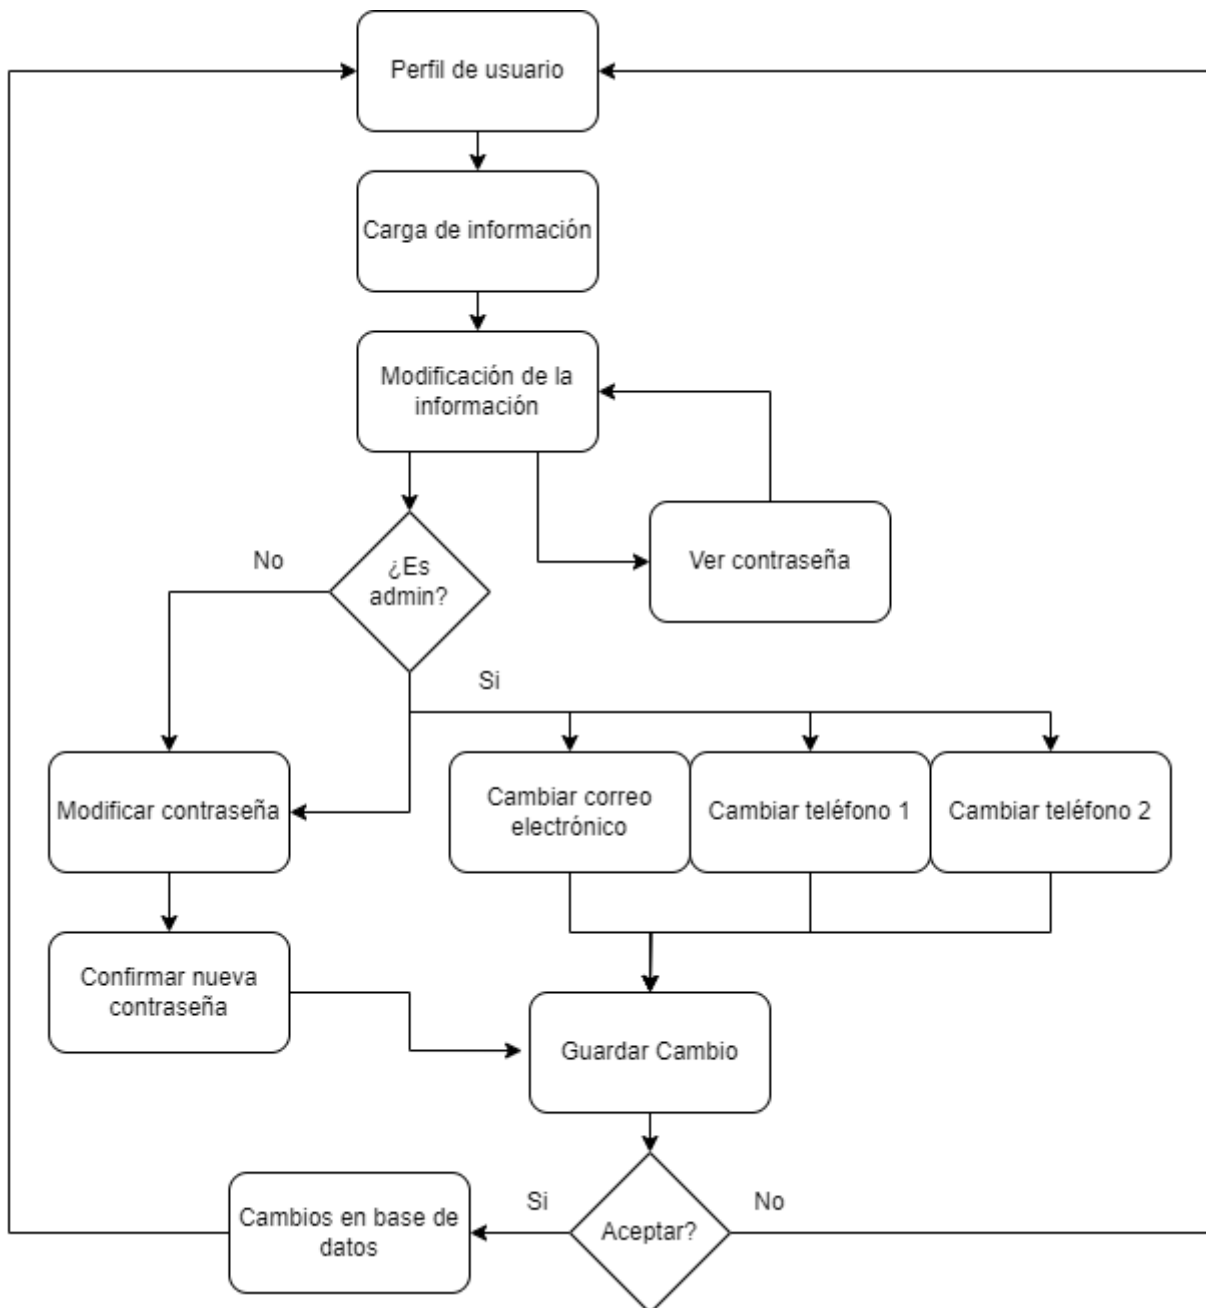 Perfil de usuario
Carga de información
Modificación de la
información
Ver contraseña
No
¿Es
admin?
Si
Modificar contraseña
Cambiar correo
electrónico
Cambiar teléfono 1
Cambiar teléfono 2
Confirmar nueva
contraseña
Guardar Cambio
Cambios en base de
datos
Si
Aceptar?
No